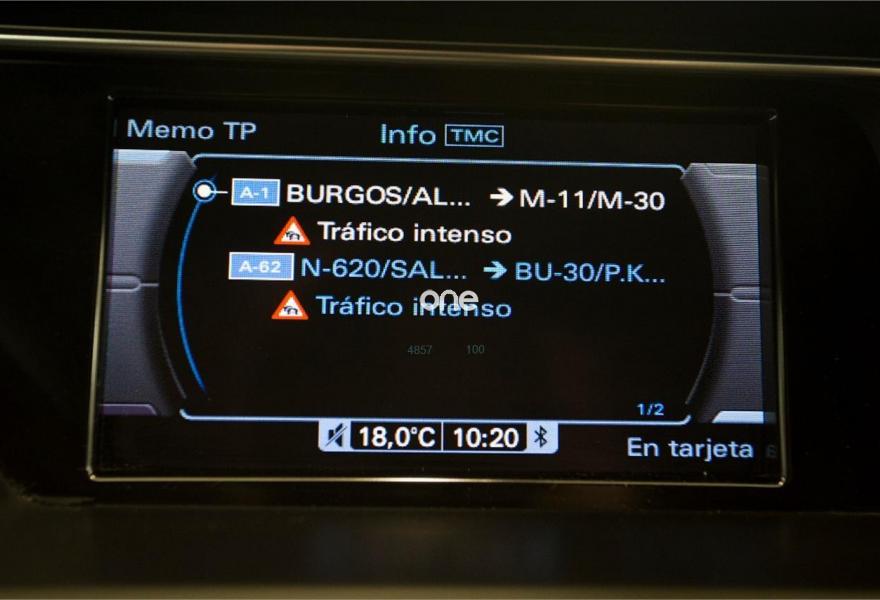 Memo TP
Info TMC
A-1 BURGOS/AL... → M-11/M-30
Tráfico intenso
A-62 N-620/SAL... → BU-30/P.K...
Tráfico intenso
one
4857 100
1/2
18,0°C 10:20
En tarjeta